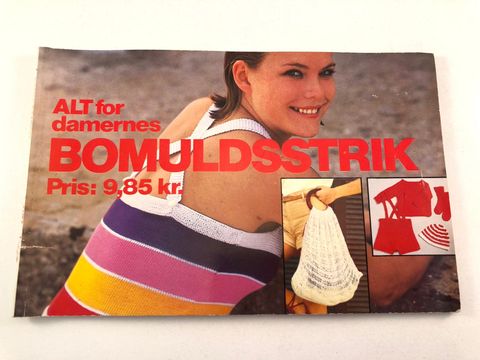 ALT for
damernes
BOMULDSSTRIK
Pris: 9,85 kr.